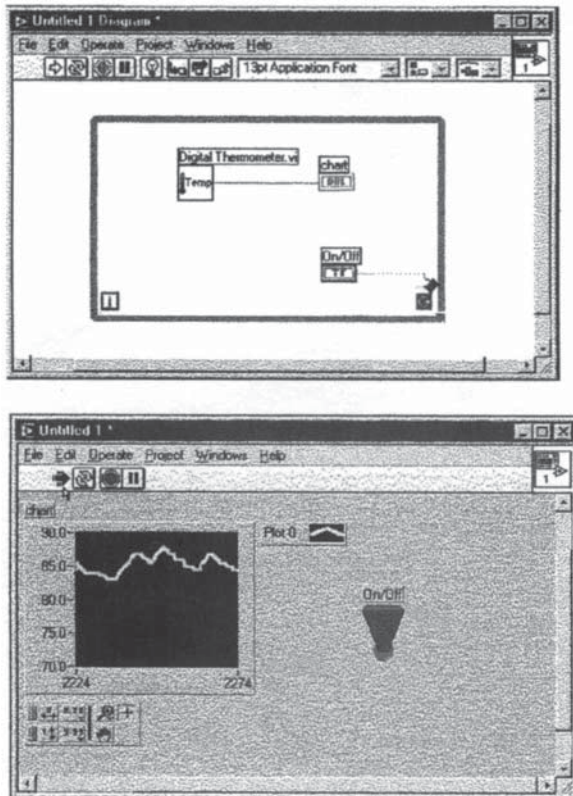 Untitled 1 Diagram *
File Edit Operate Project Windows Help
13pt Application Font
1
Digital Thermometer.vi
Temp
chart
On/Off
TF
i
Untitled 1 *
File Edit Operate Project Windows Help
1
chart
90.0
85.0
80.0
75.0
70.0
2224
2274
Plot 0
On/Off